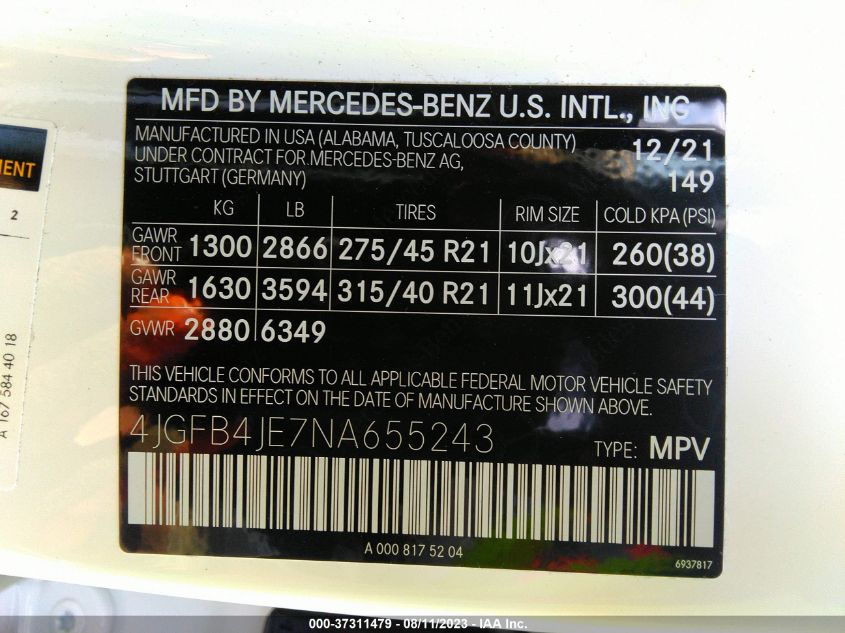 MFD BY MERCEDES-BENZ U.S. INTL., INC
MANUFACTURED IN USA (ALABAMA, TUSCALOOSA COUNTY) 12/21
UNDER CONTRACT FOR MERCEDES-BENZ AG,
STUTTGART (GERMANY) 149
KG LB TIRES RIM SIZE COLD KPA (PSI)
GAWR FRONT 1300 2866 275/45 R21 10Jx21 260(38)
GAWR REAR 1630 3594 315/40 R21 11Jx21 300(44)
GVWR 2880 6349
THIS VEHICLE CONFORMS TO ALL APPLICABLE FEDERAL MOTOR VEHICLE SAFETY
STANDARDS IN EFFECT ON THE DATE OF MANUFACTURE SHOWN ABOVE.
4JGFB4JE7NA655243 TYPE: MPV
A 000 817 52 04
6937817
MENT
2
A 167 584 40 18
000-37311479 - 08/11/2023 - IAA Inc.